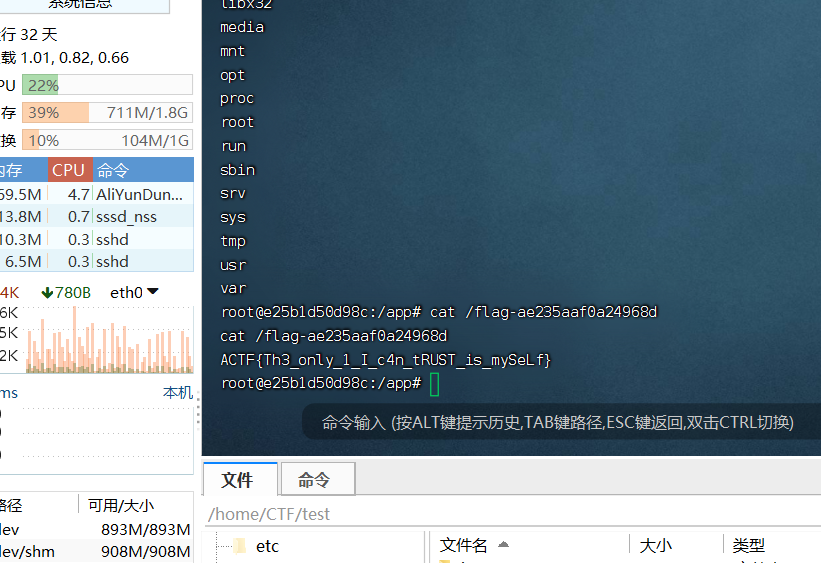 系统信息
行 32 天
载 1.01, 0.82, 0.66
PU 22%
存 39% 711M/1.8G
换 10% 104M/1G
内存 CPU 命令
59.5M 4.7 AliYunDun...
13.8M 0.7 sssd_nss
10.3M 0.3 sshd
6.5M 0.3 sshd
4K 780B eth0
6K
5K
2K
ms 本机
路径 可用/大小
dev 893M/893M
dev/shm 908M/908M
libx32
media
mnt
opt
proc
root
run
sbin
srv
sys
tmp
usr
var
root@e25b1d50d98c:/app# cat /flag-ae235aaf0a24968d
cat /flag-ae235aaf0a24968d
ACTF{Th3_only_1_I_c4n_tRUST_is_mySeLf}
root@e25b1d50d98c:/app#
命令输入 (按ALT键提示历史,TAB键路径,ESC键返回,双击CTRL切换)
文件 命令
/home/CTF/test
etc
文件名 大小 类型